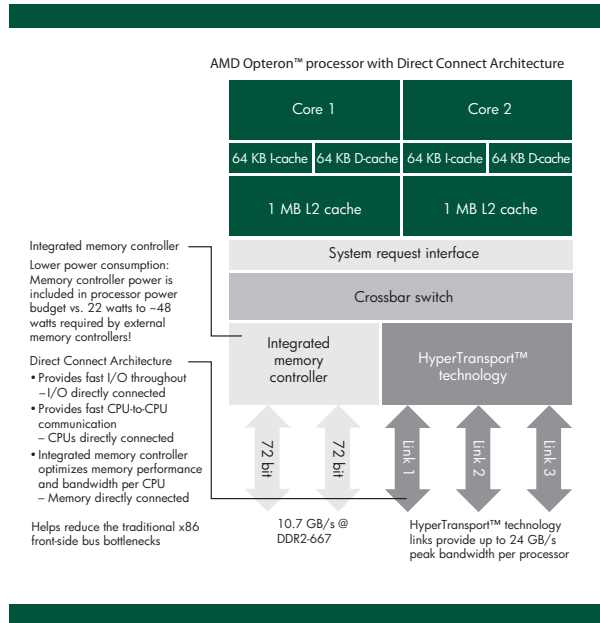 AMD Opteron™ processor with Direct Connect Architecture
Core 1
Core 2
64 KB I-cache
64 KB D-cache
64 KB I-cache
64 KB D-cache
1 MB L2 cache
1 MB L2 cache
System request interface
Crossbar switch
Integrated
memory
controller
HyperTransport™
technology
72 bit
72 bit
Link 1
Link 2
Link 3
10.7 GB/s @
DDR2-667
HyperTransport™ technology
links provide up to 24 GB/s
peak bandwidth per processor
Integrated memory controller
Lower power consumption:
Memory controller power is
included in processor power
budget vs. 22 watts to ~48
watts required by external
memory controllers!
Direct Connect Architecture
• Provides fast I/O throughout
– I/O directly connected
• Provides fast CPU-to-CPU
communication
– CPUs directly connected
• Integrated memory controller
optimizes memory performance
and bandwidth per CPU
– Memory directly connected
Helps reduce the traditional x86
front-side bus bottlenecks